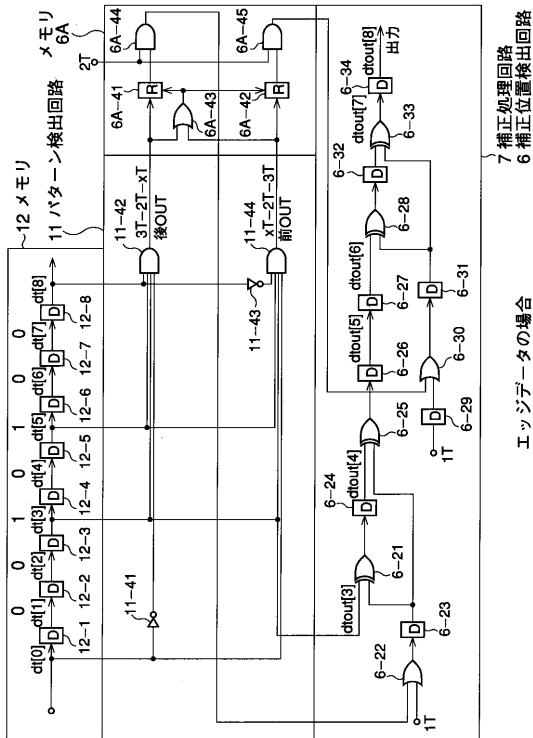 12 メモリ
11 パターン検出回路
メモリ
6A
0 0 1 0 1 0 0
dt[0] dt[1] dt[2] dt[3] dt[4] dt[5] dt[6] dt[7] dt[8]
D D D D D D D D
12-1 12-2 12-3 12-4 12-5 12-6 12-7 12-8
11-41
11-42
3T-2T-xT
後OUT
11-43
11-44
xT-2T-3T
前OUT
2T
6A-41
R
6A-44
6A-43
6A-42
R
6A-45
1T
6-22
6-23
D
dtout[3]
6-21
6-24
D
dtout[4]
6-25
6-26
D
dtout[5]
6-27
D
dtout[6]
6-28
1T
6-29
D
6-30
6-31
D
6-32
D
6-33
dtout[7]
6-34
D
dtout[8]
出力
7 補正処理回路
6 補正位置検出回路
エッジデータの場合